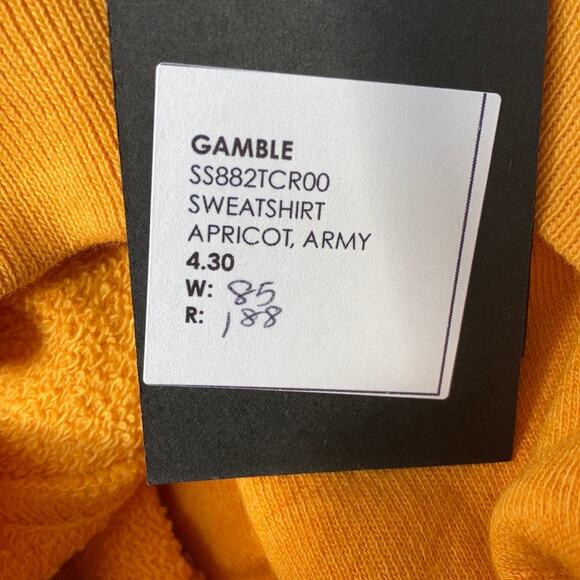 GAMBLE
SS882TCR00
SWEATSHIRT
APRICOT, ARMY
4.30
W: 85
R: 188